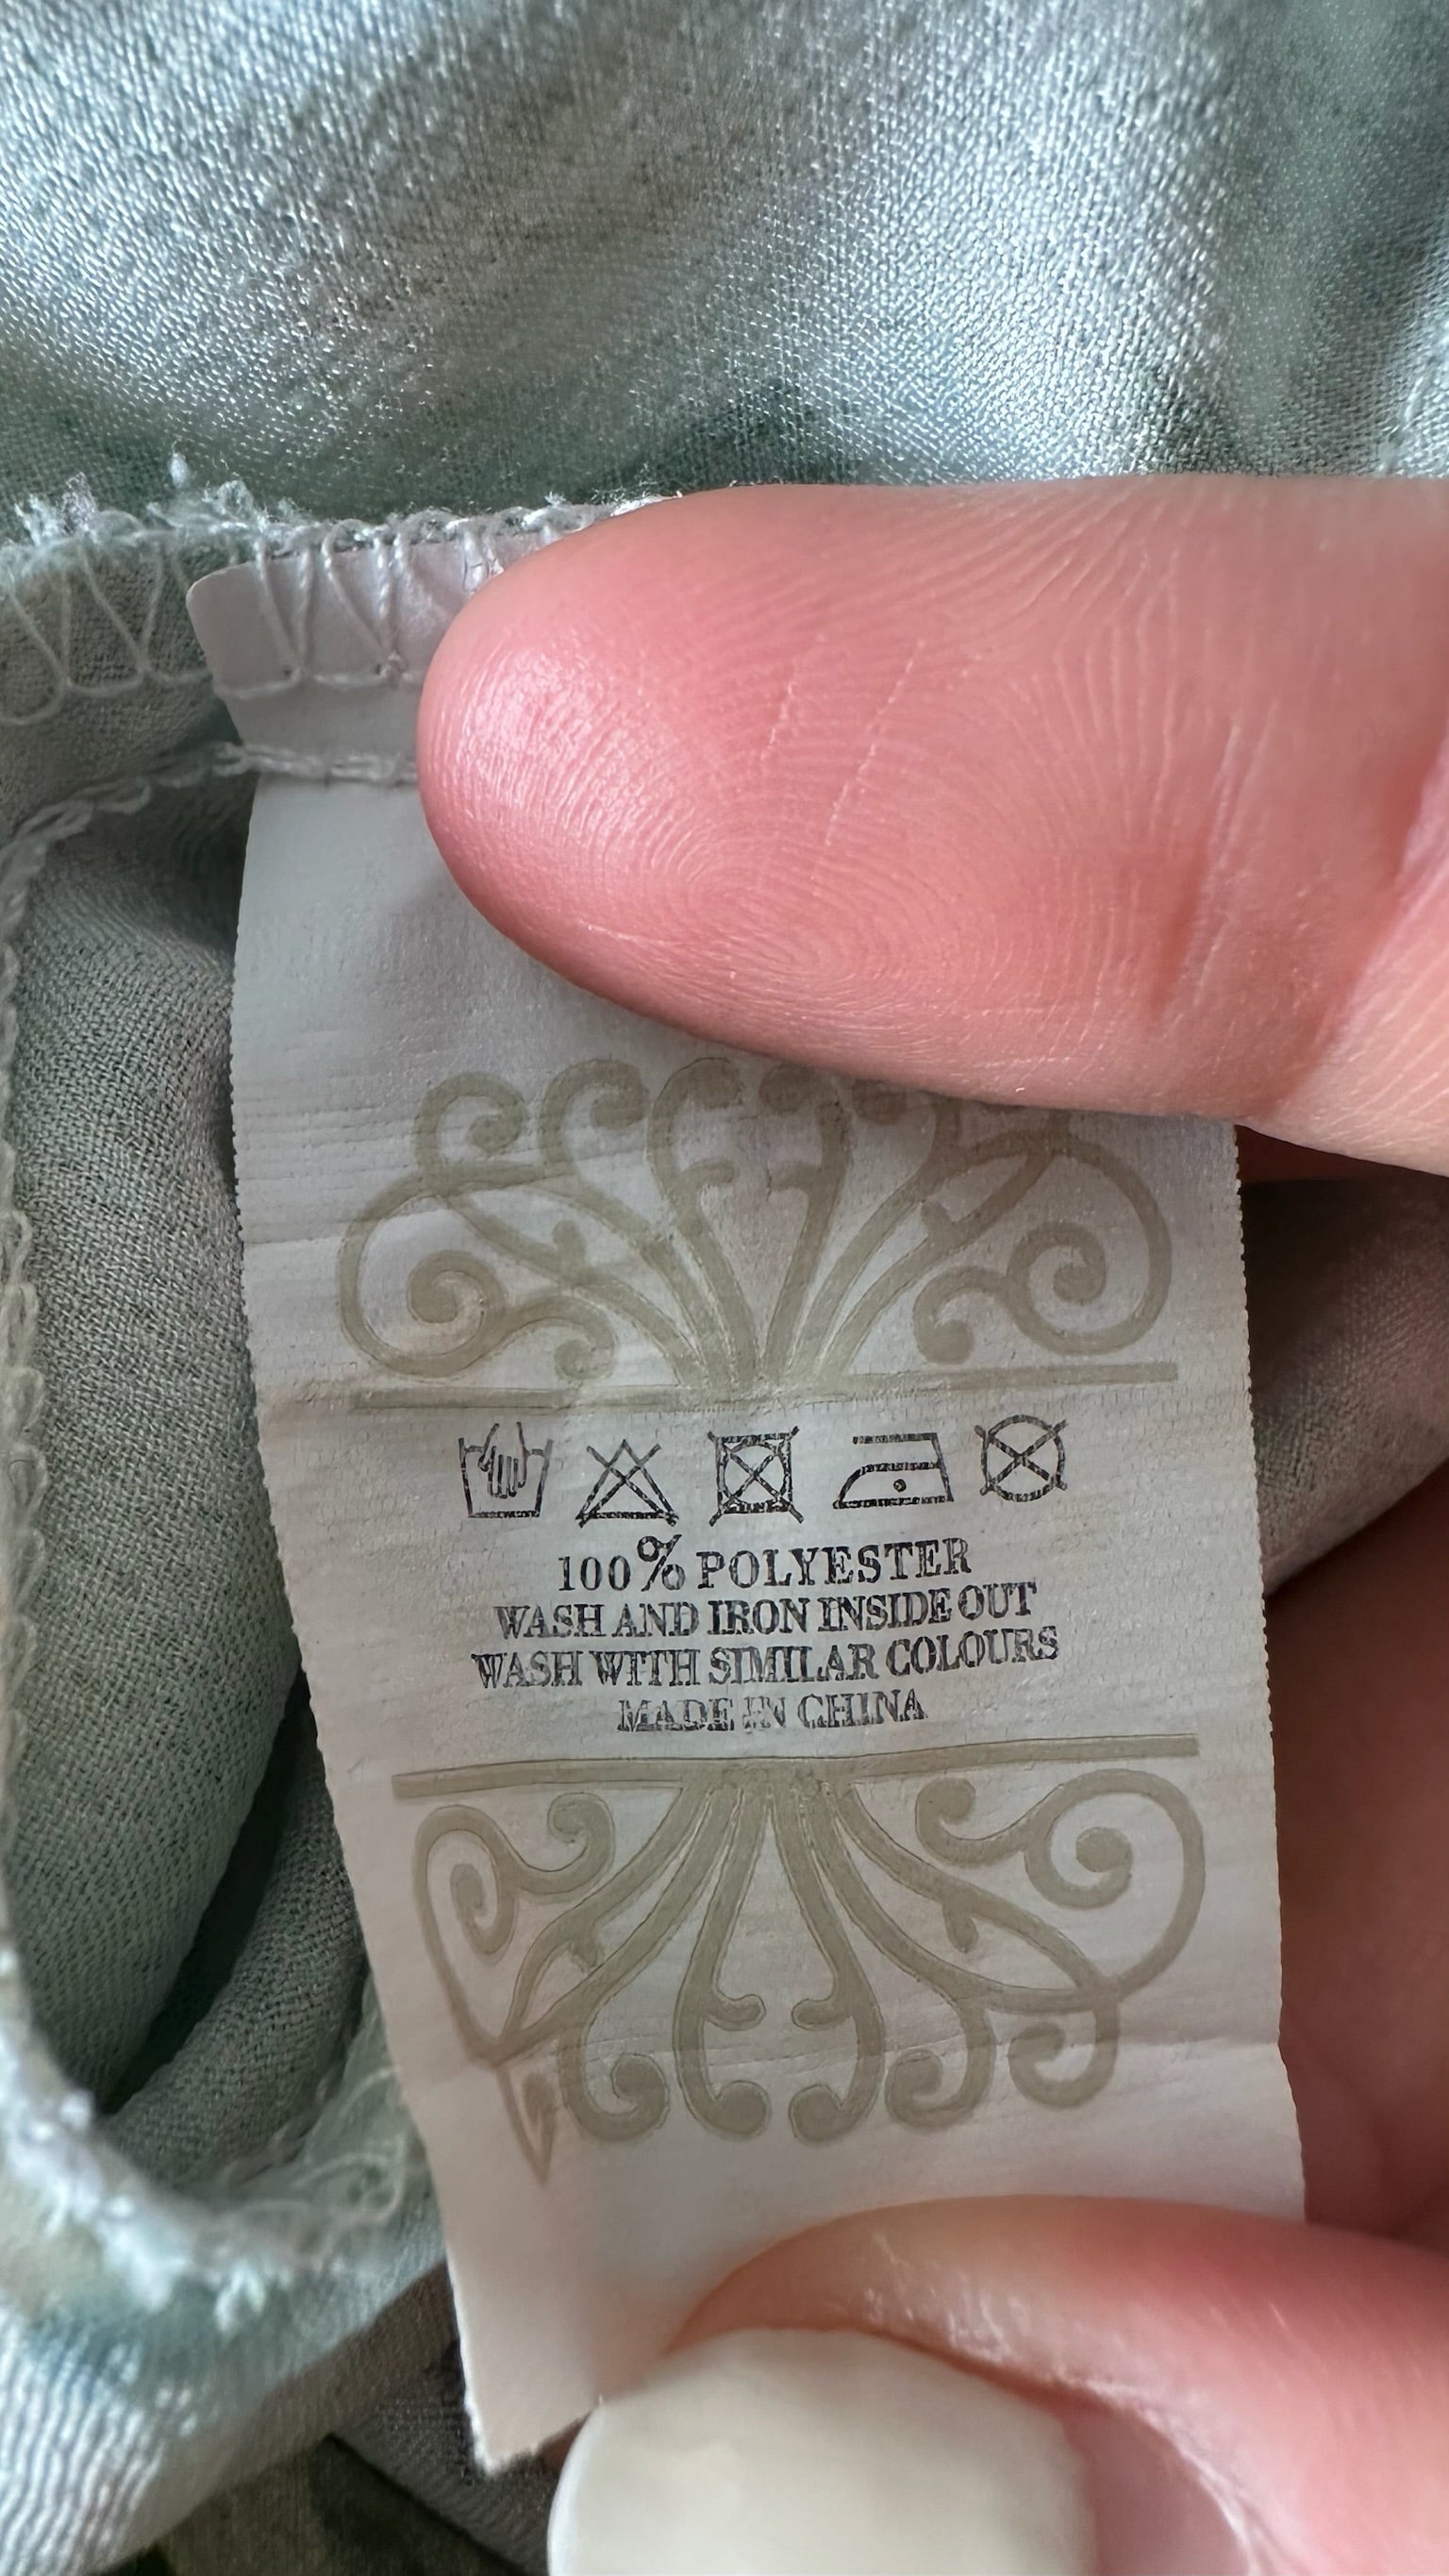 100% POLYESTER
WASH AND IRON INSIDE OUT
WASH WITH SIMILAR COLOURS
MADE IN CHINA